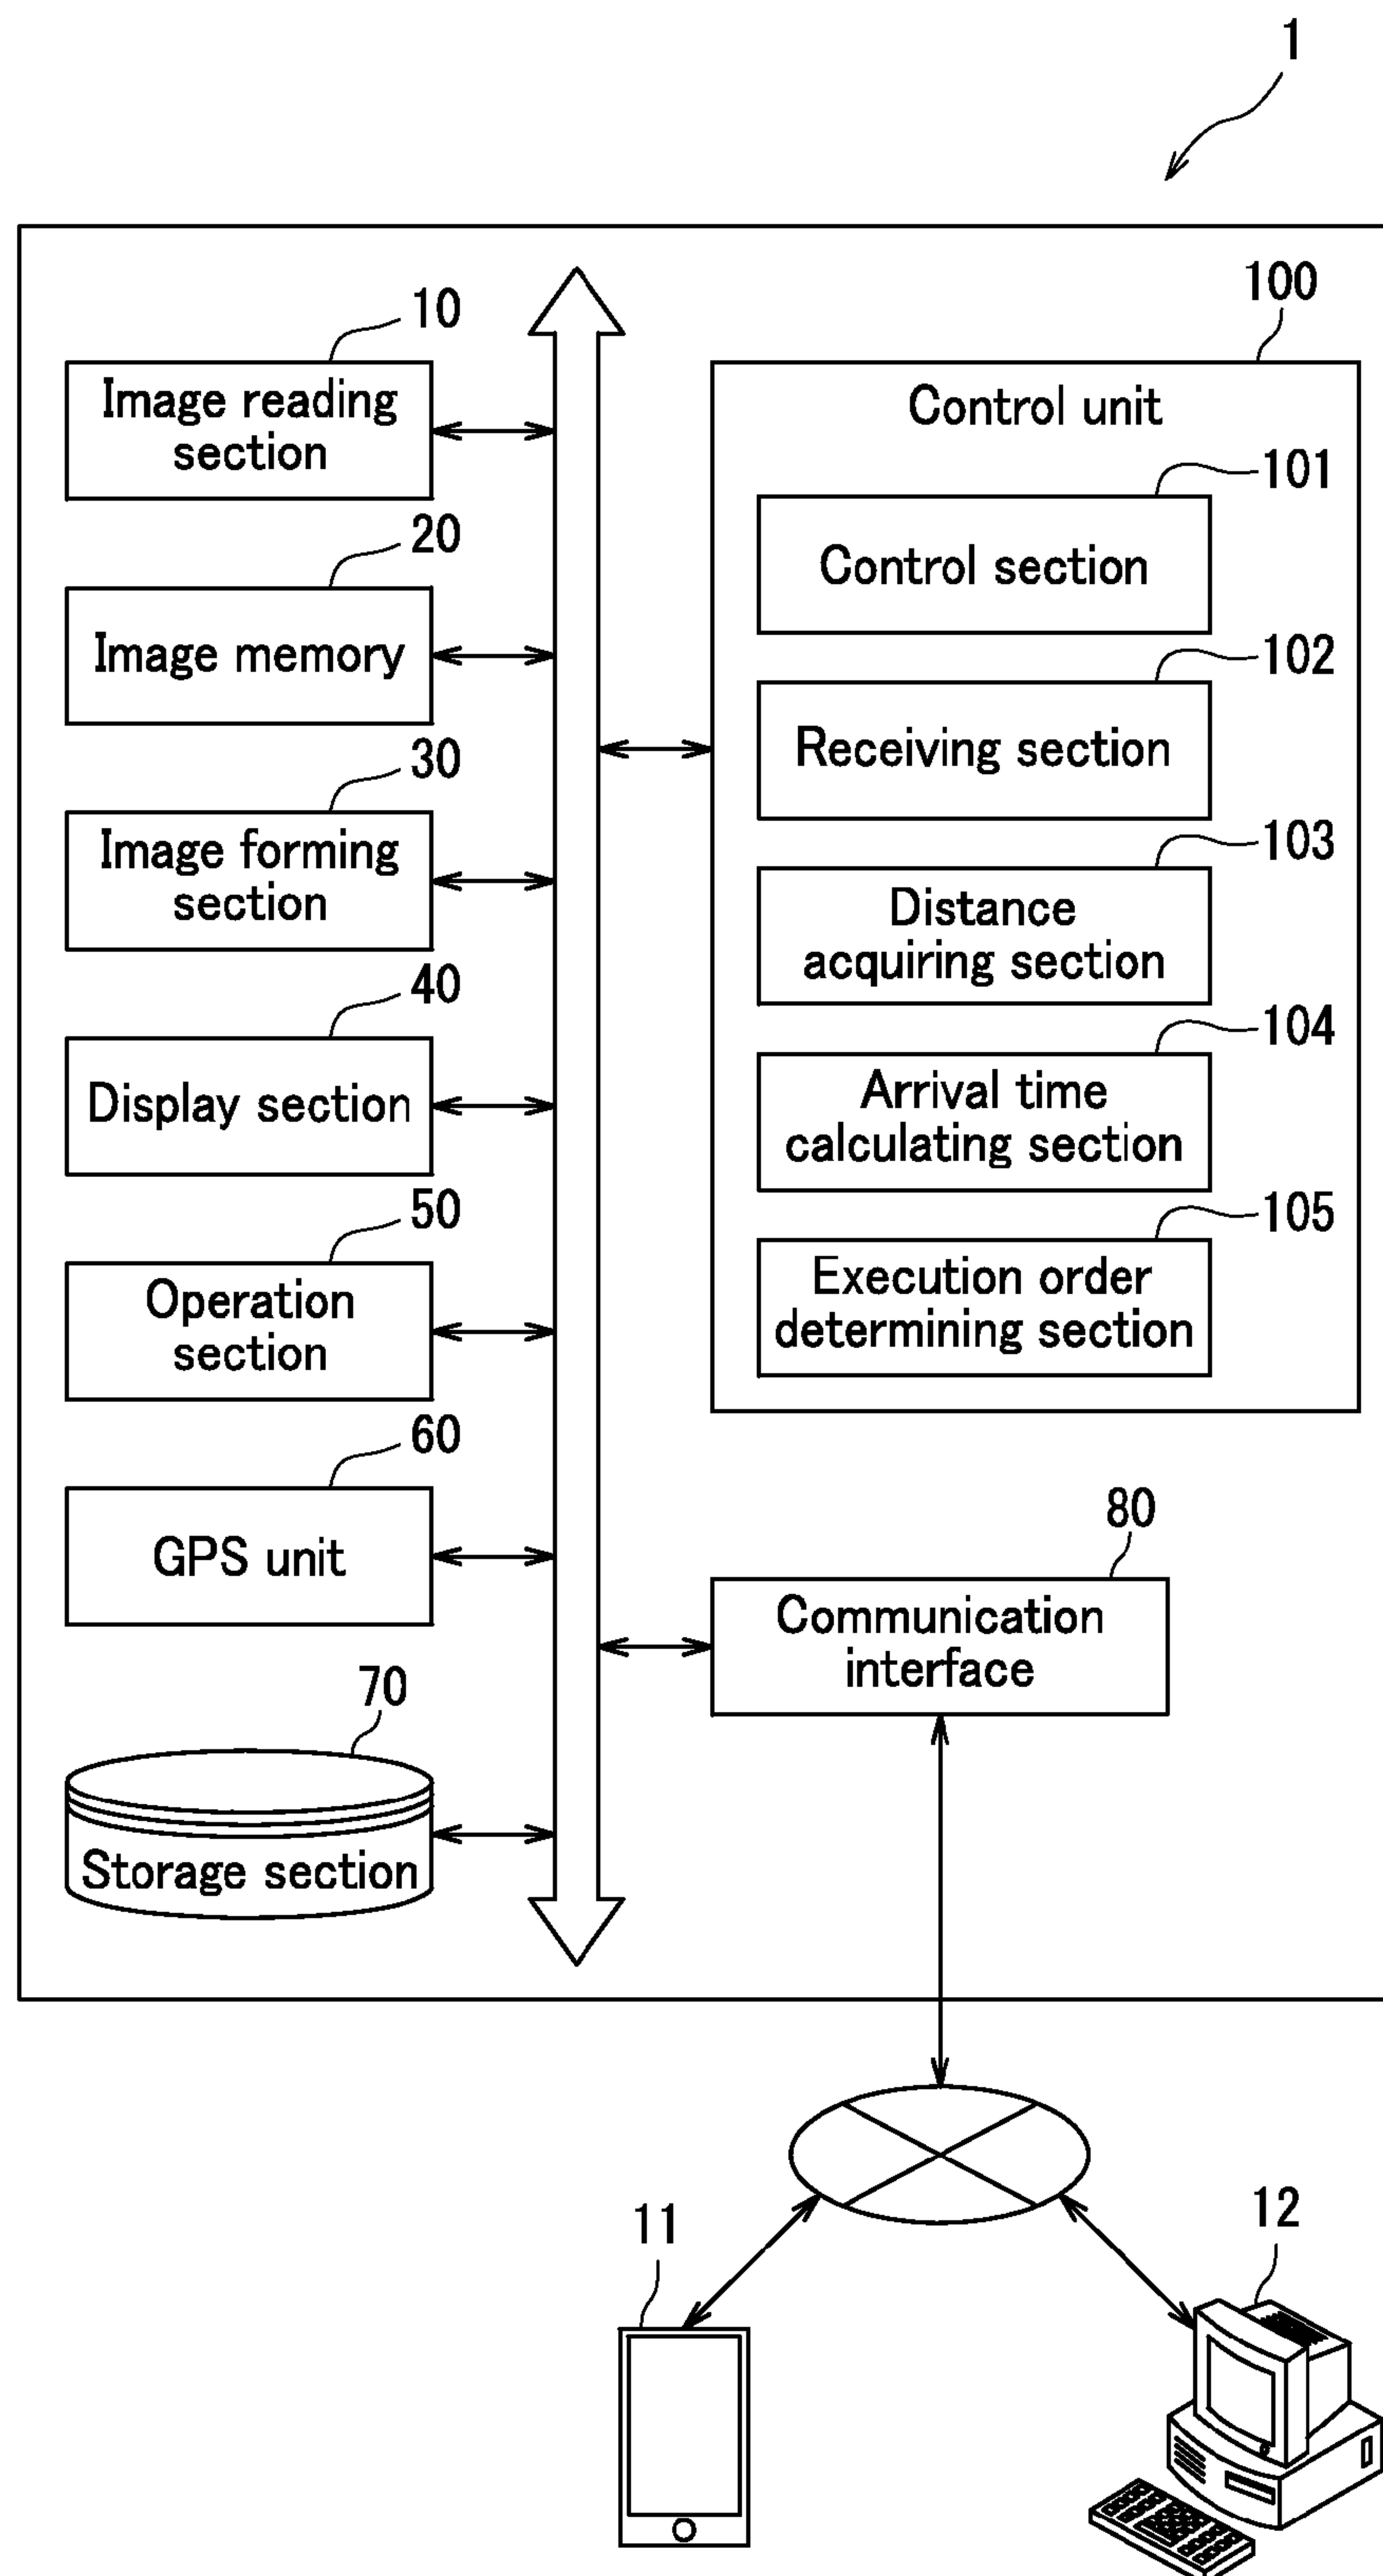 1
100
10
Image reading
section
Control unit
101
Control section
20
Image memory
102
Receiving section
30
Image forming
section
103
Distance
acquiring section
40
Display section
104
Arrival time
calculating section
50
Operation
section
105
Execution order
determining section
60
GPS unit
80
Communication
interface
70
Storage section
11
12